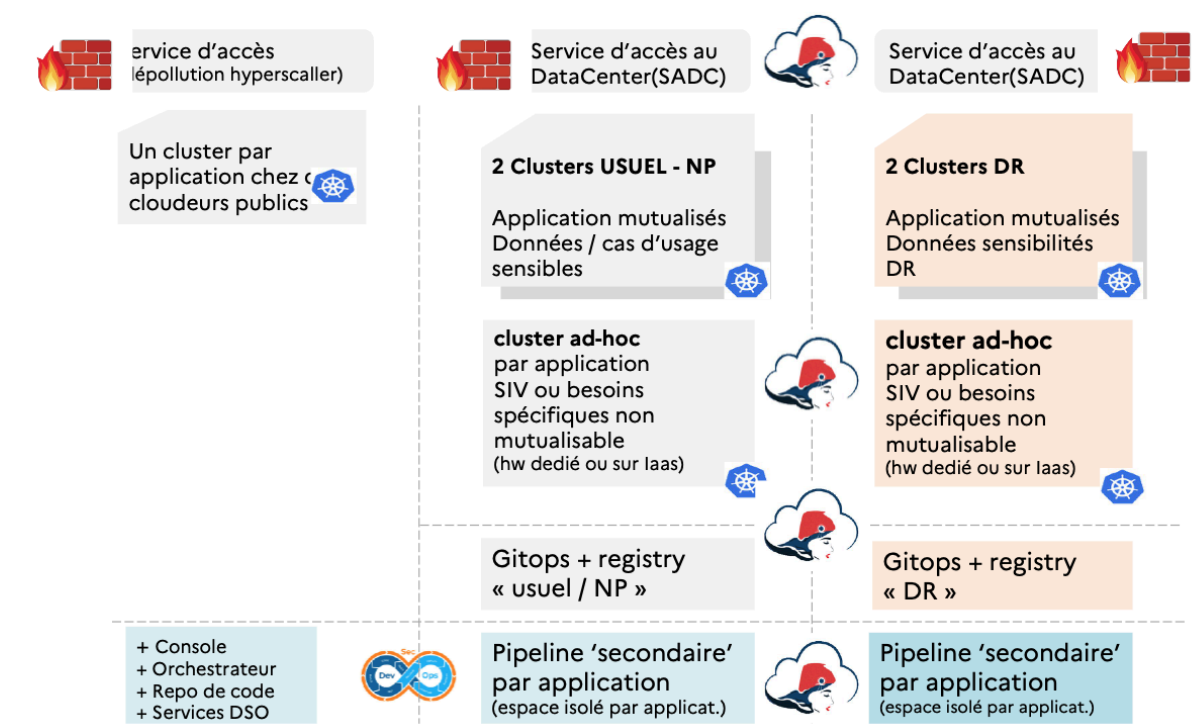 ervice d’accès
dépollution hyperscaller)
Service d’accès au
DataCenter(SADC)
Service d’accès au
DataCenter(SADC)
Un cluster par
application chez
cloudeurs publics
2 Clusters USUEL - NP
Application mutualisés
Données / cas d’usage
sensibles
2 Clusters DR
Application mutualisés
Données sensibilités
DR
cluster ad-hoc
par application
SIV ou besoins
spécifiques non
mutualisable
(hw dedié ou sur Iaas)
cluster ad-hoc
par application
SIV ou besoins
spécifiques non
mutualisable
(hw dedié ou sur Iaas)
Gitops + registry
« usuel / NP »
Gitops + registry
« DR »
+ Console
+ Orchestrateur
+ Repo de code
+ Services DSO
Sec
Dev
Ops
Pipeline ‘secondaire’
par application
(espace isolé par applicat.)
Pipeline ‘secondaire’
par application
(espace isolé par applicat.)